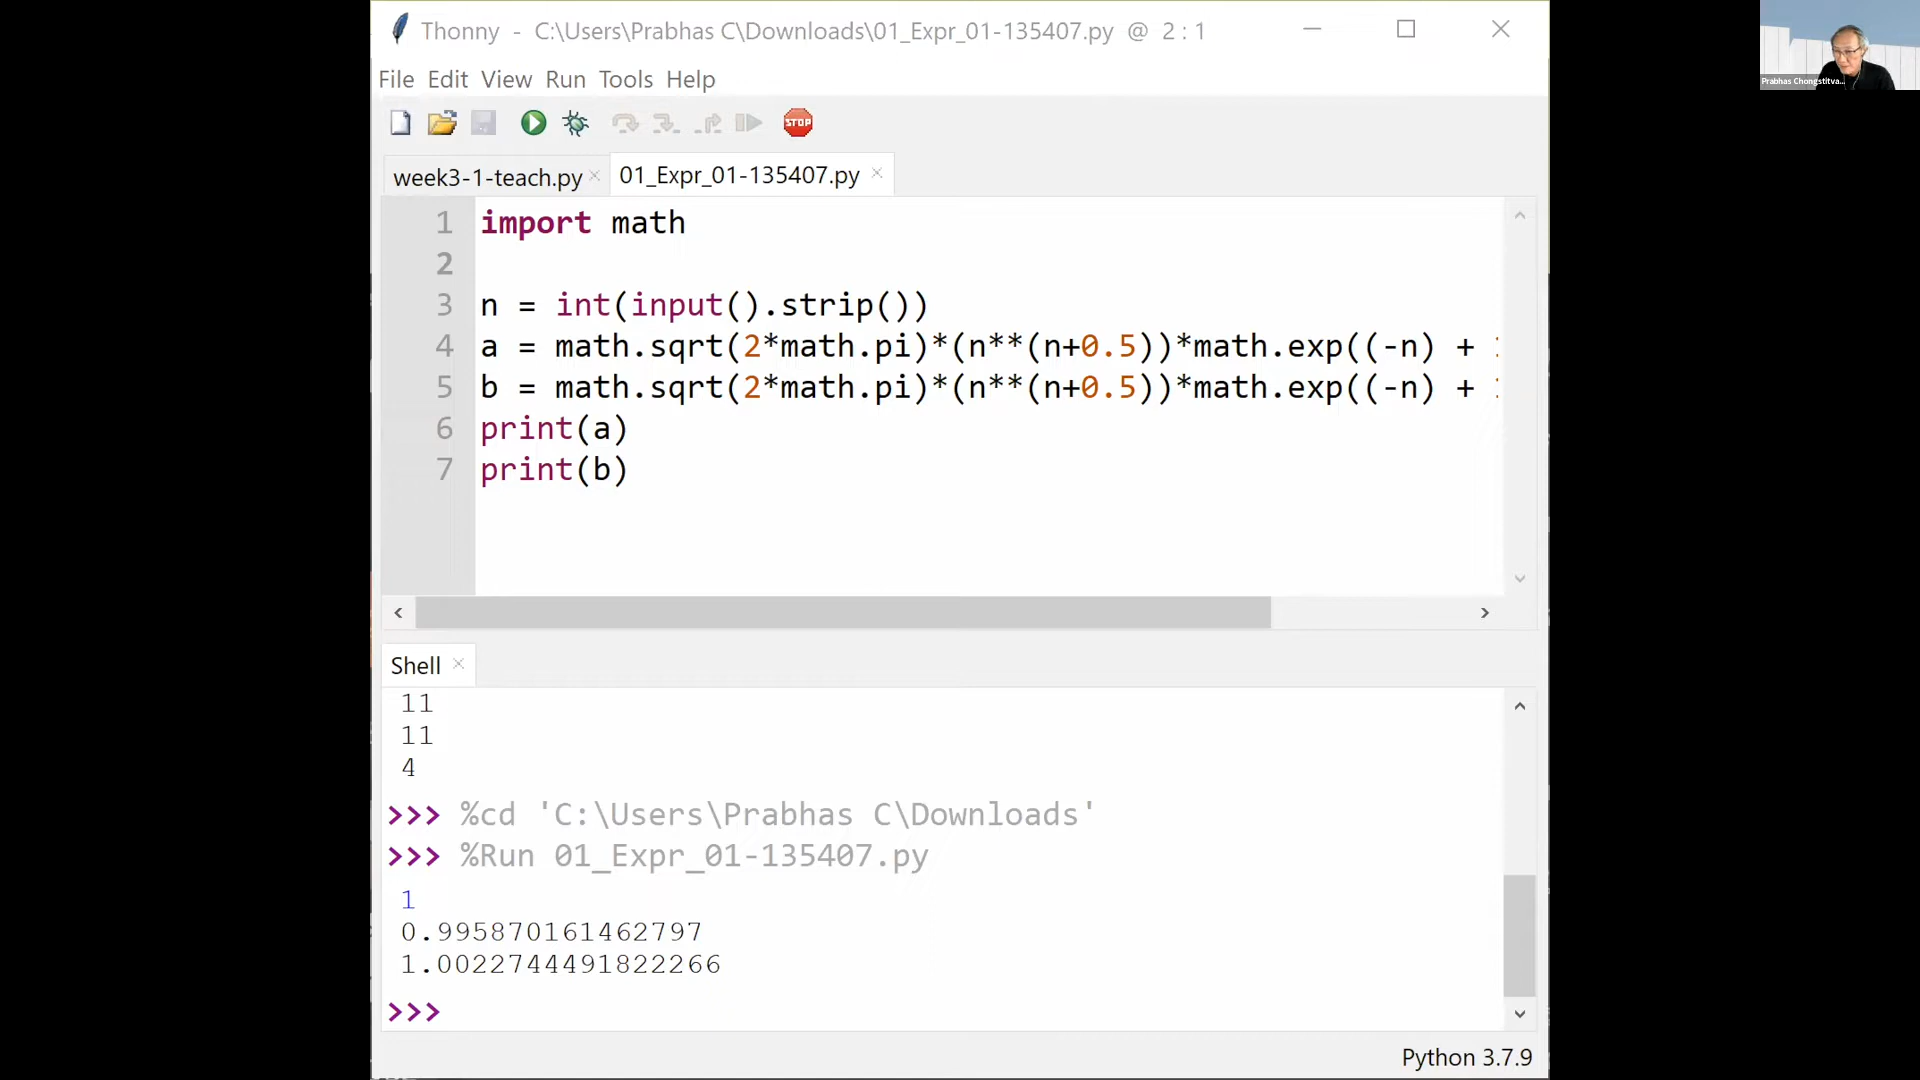 Thonny - C:\Users\Prabhas C\Downloads\01_Expr_01-135407.py @ 2 : 1
File Edit View Run Tools Help
STOP
week3-1-teach.py
01_Expr_01-135407.py
1 import math
2
3 n = int(input().strip())
4 a = math.sqrt(2*math.pi)*(n**(n+0.5))*math.exp((-n) +
5 b = math.sqrt(2*math.pi)*(n**(n+0.5))*math.exp((-n) +
6 print(a)
7 print(b)
Shell
11
11
4
>>> %cd 'C:\Users\Prabhas C\Downloads'
>>> %Run 01_Expr_01-135407.py
1
0.995870161462797
1.0022744491822266
>>>
Python 3.7.9
Prabhas Chongstitva...